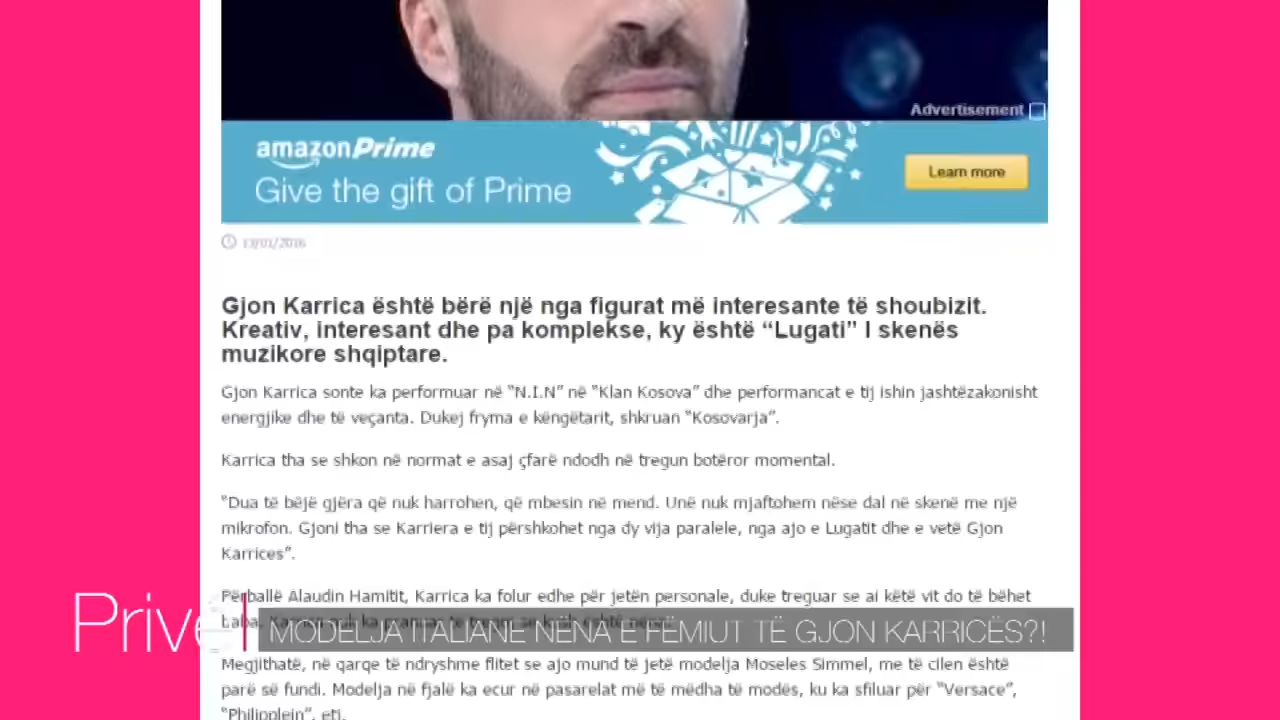 Advertisement
amazonPrime
Give the gift of Prime
Learn more
13/01/2016
Gjon Karrica është bërë një nga figurat më interesante të shoubizit.
Kreativ, interesant dhe pa komplekse, ky është “Lugati” I skenës
muzikore shqiptare.
Gjon Karrica sonte ka performuar në “N.I.N” në “Klan Kosova” dhe performancat e tij ishin jashtëzakonisht
energjike dhe të veçanta. Dukej fryma e këngëtarit, shkruan “Kosovarja”.
Karrica tha se shkon në normat e asaj çfarë ndodh në tregun botëror momental.
“Dua të bëjë gjëra që nuk harrohen, që mbesin në mend. Unë nuk mjaftohem nëse dal në skenë me një
mikrofon. Gjoni tha se Karriera e tij përshkohet nga dy vija paralele, nga ajo e Lugatit dhe e vetë Gjon
Karrices”.
Përballë Alaudin Hamitit, Karrica ka folur edhe për jetën personale, duke treguar se ai këtë vit do të bëhet
baba.
Privé
MODELJA ITALIANE NËNA E FËMIUT TË GJON KARRICËS?!
Megjithatë, në qarqe të ndryshme flitet se ajo mund të jetë modelja Moseles Simmel, me të cilen është
parë së fundi. Modelja në fjalë ka ecur në pasarelat më të mëdha të modës, ku ka sfiluar për “Versace”,
“Philipplein”, etj.